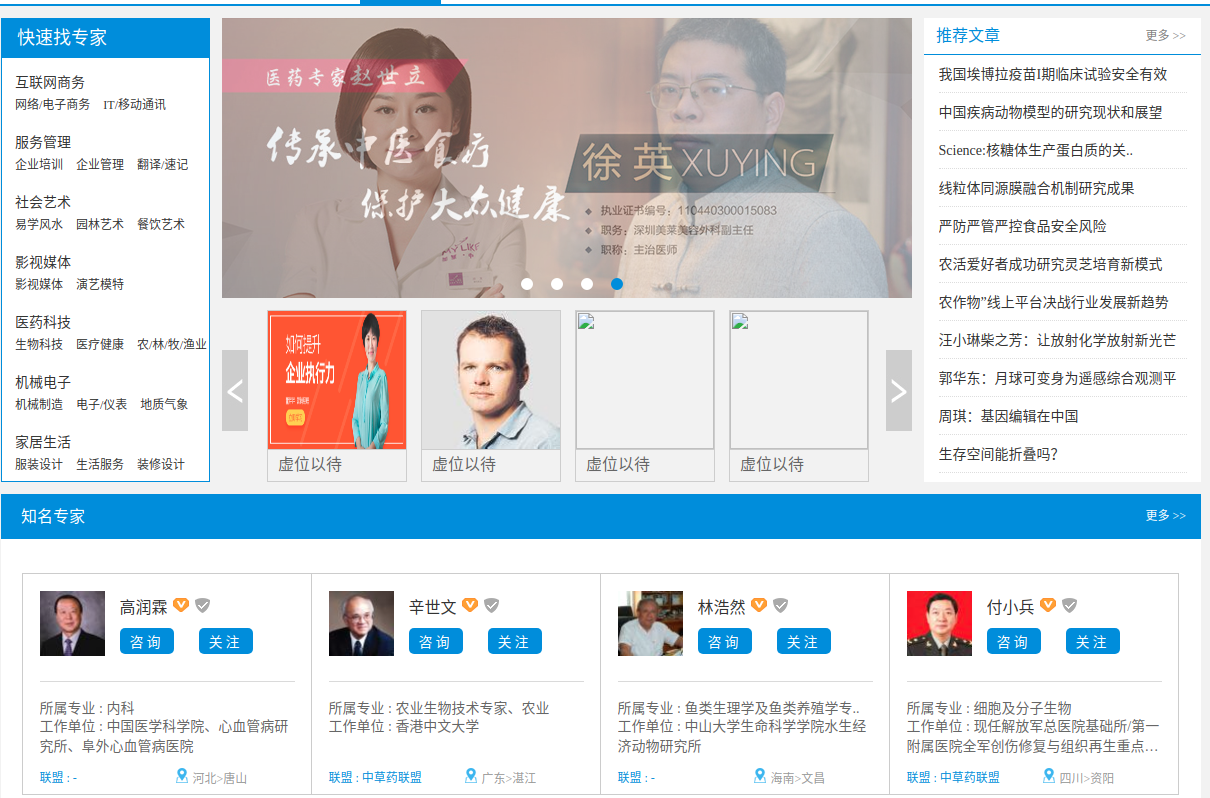 快速找专家
互联网商务
网络/电子商务 IT/移动通讯
服务管理
企业培训 企业管理 翻译/速记
社会艺术
易学风水 园林艺术 餐饮艺术
影视媒体
影视媒体 演艺模特
医药科技
生物科技 医疗健康 农/林/牧/渔业
机械电子
机械制造 电子/仪表 地质气象
家居生活
服装设计 生活服务 装修设计
医药专家赵世立
传承中医食疗
保护大众健康
MY LIKE
徐英XUYING
执业证书编号：110440300015083
职务：深圳美莱美容外科副主任
职称：主治医师
如何提升
企业执行力
虚位以待
虚位以待
虚位以待
虚位以待
推荐文章 更多 >>
我国埃博拉疫苗I期临床试验安全有效
中国疾病动物模型的研究现状和展望
Science:核糖体生产蛋白质的关..
线粒体同源膜融合机制研究成果
严防严管严控食品安全风险
农活爱好者成功研究灵芝培育新模式
农作物”线上平台决战行业发展新趋势
汪小琳柴之芳：让放射化学放射新光芒
郭华东：月球可变身为遥感综合观测平
周琪：基因编辑在中国
生存空间能折叠吗?
知名专家 更多 >>
高润霖
咨询 关注
所属专业 : 内科
工作单位 : 中国医学科学院、心血管病研
究所、阜外心血管病医院
联盟 : - 河北>唐山
辛世文
咨询 关注
所属专业 : 农业生物技术专家、农业
工作单位 : 香港中文大学
联盟 : 中草药联盟 广东>湛江
林浩然
咨询 关注
所属专业 : 鱼类生理学及鱼类养殖学专..
工作单位 : 中山大学生命科学学院水生经
济动物研究所
联盟 : - 海南>文昌
付小兵
咨询 关注
所属专业 : 细胞及分子生物
工作单位 : 现任解放军总医院基础所/第一
附属医院全军创伤修复与组织再生重点…
联盟 : 中草药联盟 四川>资阳